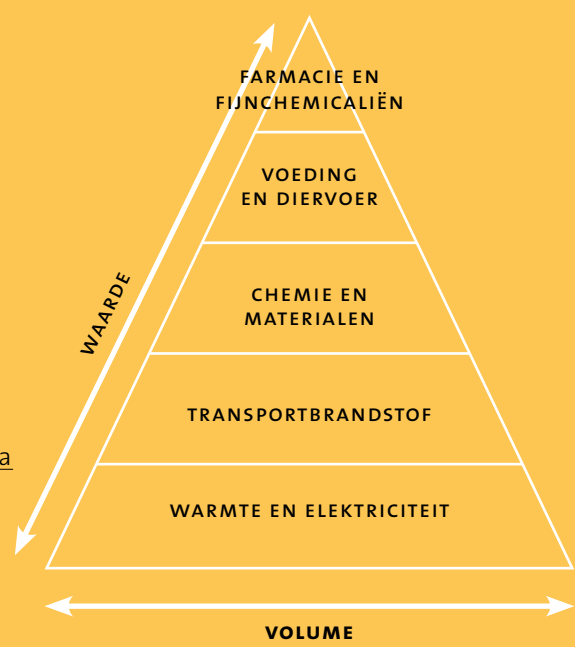 FARMACIE EN
FIJNCHEMICALIËN
VOEDING
EN DIERVOER
WAARDE
CHEMIE EN
MATERIALEN
TRANSPORTBRANDSTOF
a
WARMTE EN ELEKTRICITEIT
VOLUME